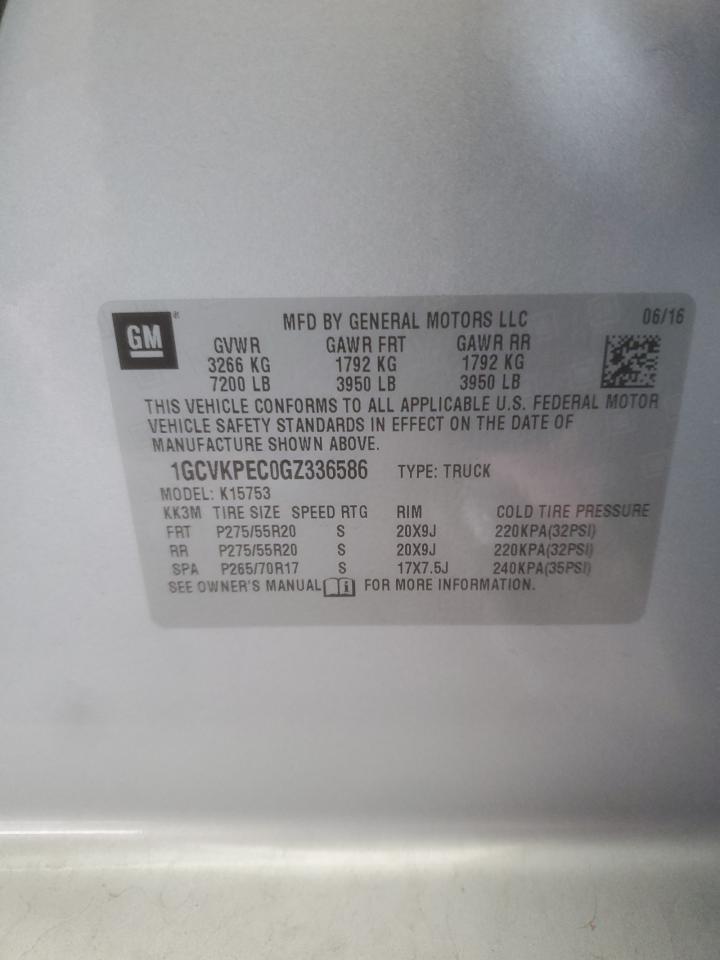 GM
MFD BY GENERAL MOTORS LLC 06/16
GVWR GAWR FRT GAWR RR
3266 KG 1792 KG 1792 KG
7200 LB 3950 LB 3950 LB
THIS VEHICLE CONFORMS TO ALL APPLICABLE U.S. FEDERAL MOTOR
VEHICLE SAFETY STANDARDS IN EFFECT ON THE DATE OF
MANUFACTURE SHOWN ABOVE.
1GCVKPEC0GZ336586 TYPE: TRUCK
MODEL: K15753
KK3M TIRE SIZE SPEED RTG RIM COLD TIRE PRESSURE
FRT P275/55R20 S 20X9J 220KPA(32PSI)
RR P275/55R20 S 20X9J 220KPA(32PSI)
SPA P265/70R17 S 17X7.5J 240KPA(35PSI)
SEE OWNER'S MANUAL i FOR MORE INFORMATION.